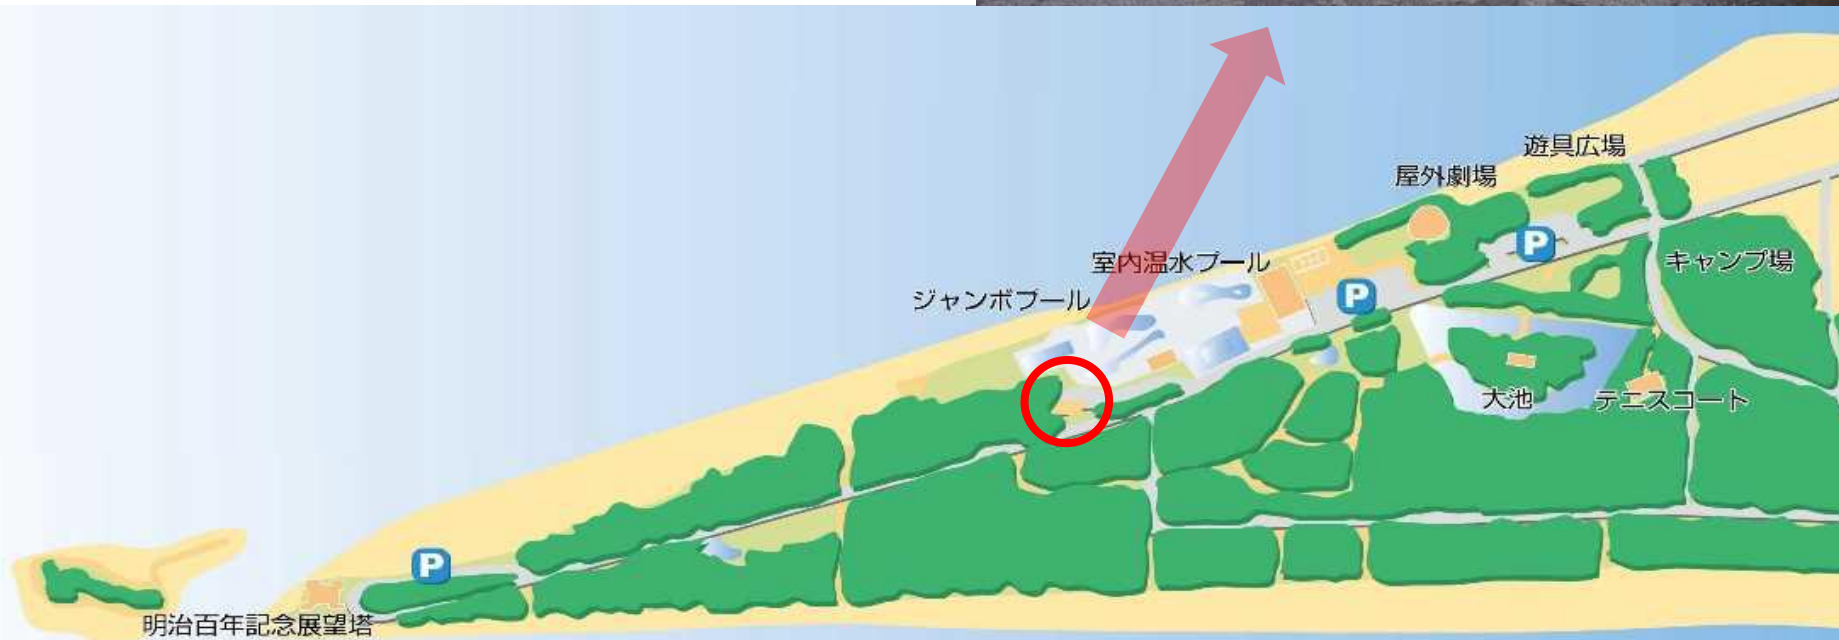 遊具広場
屋外劇場
P
室内温水プール
キャンプ場
P
ジャンボプール
大池
テニスコート
P
明治百年記念展望塔